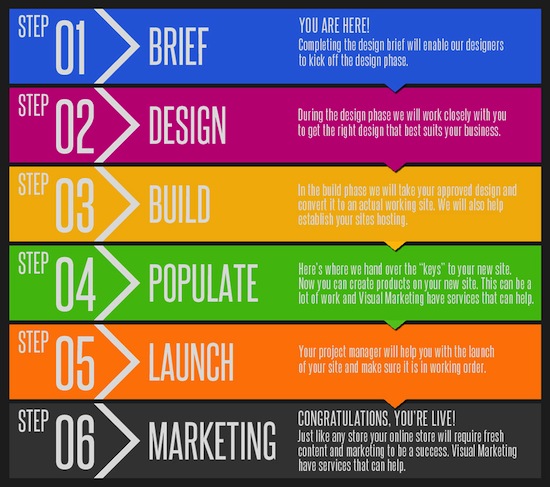 STEP
01
BRIEF
YOU ARE HERE!
Completing the design brief will enable our designers
to kick off the design phase.
STEP
02
DESIGN
During the design phase we will work closely with you
to get the right design that best suits your business.
STEP
03
BUILD
In the build phase we will take your approved design and
convert it to an actual working site. We will also help
establish your sites hosting.
STEP
04
POPULATE
Here's where we hand over the "keys" to your new site.
Now you can create products on your new site. This can be a
lot of work and Visual Marketing have services that can help.
STEP
05
LAUNCH
Your project manager will help you with the launch
of your site and make sure it is in working order.
STEP
06
MARKETING
CONGRATULATIONS, YOU'RE LIVE!
Just like any store your online store will require fresh
content and marketing to be a success. Visual Marketing
have services that can help.